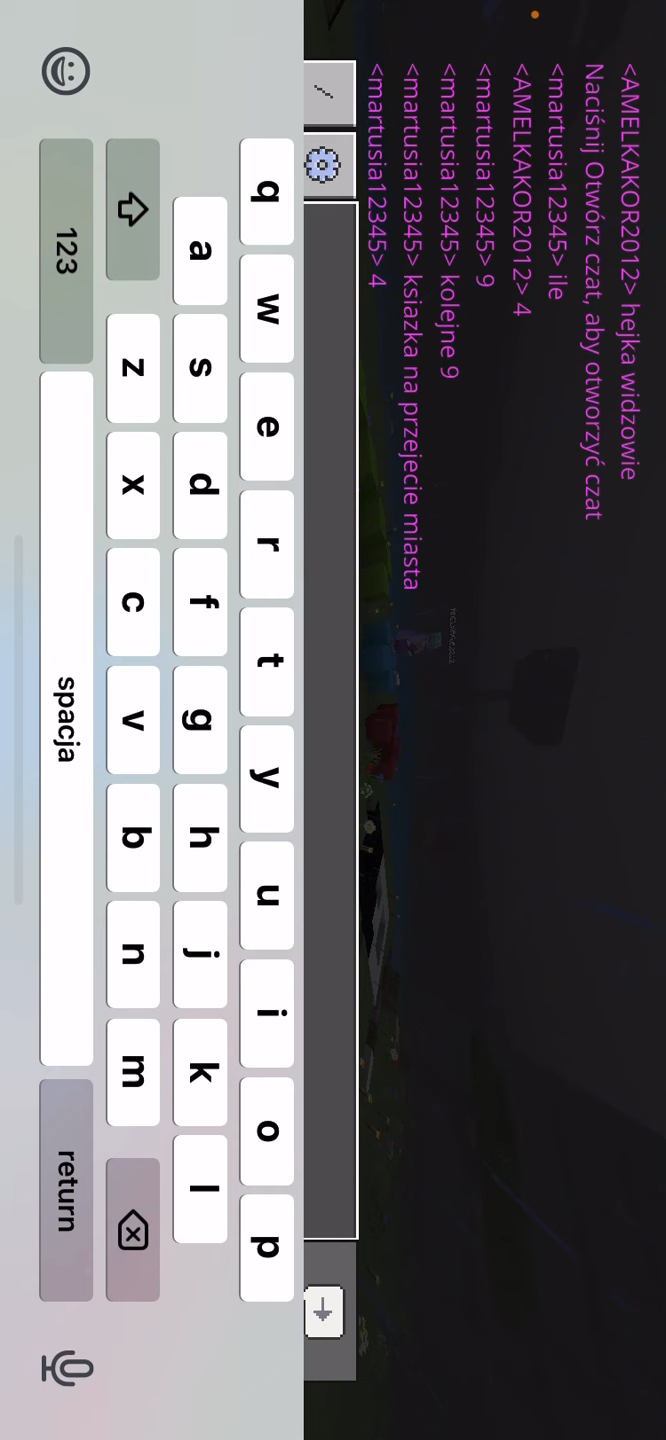 <AMELKAKOR2012> hejka widzowie
Naciśnij Otwórz czat, aby otworzyć czat
<martusia12345> ile
<AMELKAKOR2012> 4
<martusia12345> 9
<martusia12345> kolejne 9
<martusia12345> ksiazka na przejecie miasta
<martusia12345> 4
/
q w e r t y u i o p
a s d f g h j k l
z x c v b n m
123 spacja return